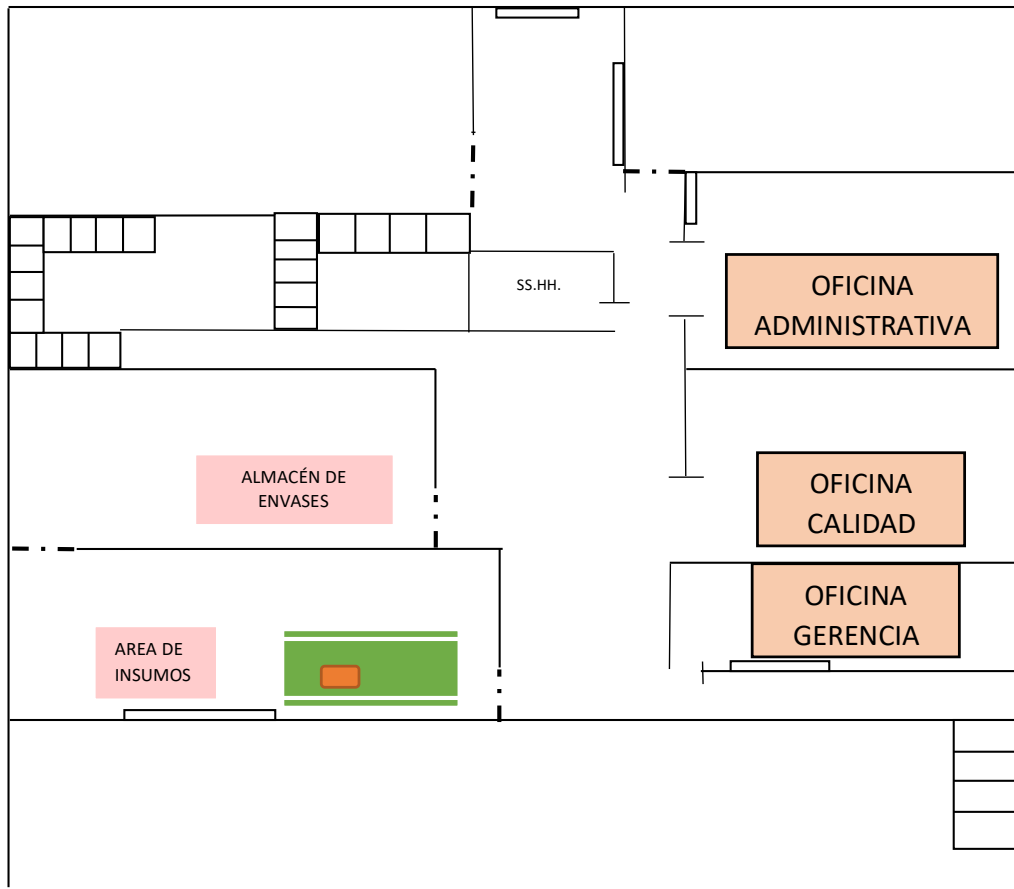 SS.HH.
OFICINA
ADMINISTRATIVA
ALMACÉN DE
ENVASES
OFICINA
CALIDAD
OFICINA
GERENCIA
AREA DE
INSUMOS